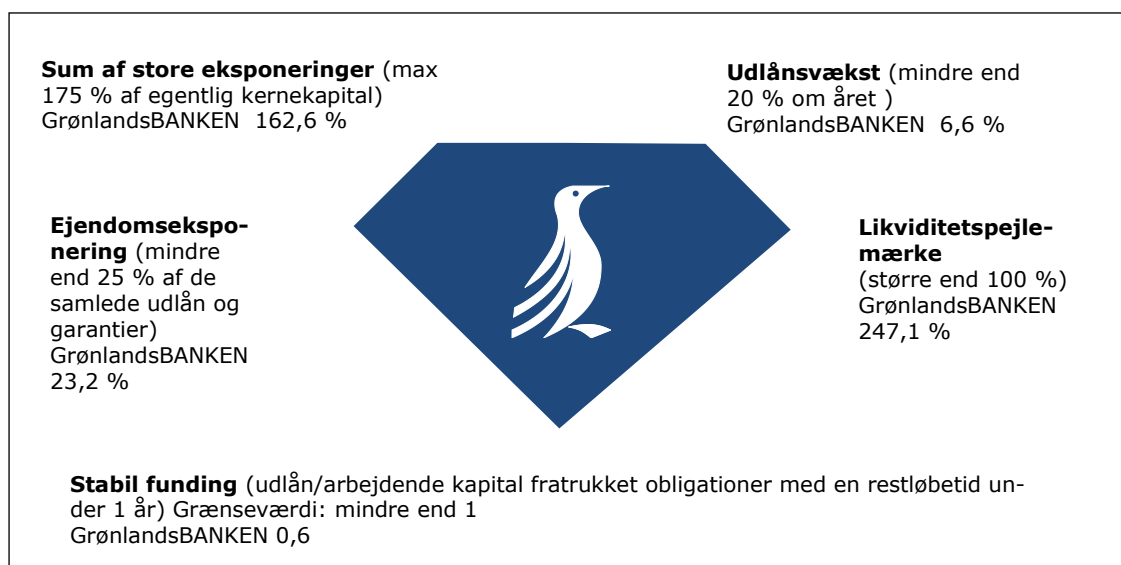 Sum af store eksponeringer (max
175 % af egentlig kernekapital)
GrønlandsBANKEN 162,6 %
Udlånsvækst (mindre end
20 % om året )
GrønlandsBANKEN 6,6 %
Ejendomsekspo-
nering (mindre
end 25 % af de
samlede udlån og
garantier)
GrønlandsBANKEN
23,2 %
Likviditetspejle-
mærke
(større end 100 %)
GrønlandsBANKEN
247,1 %
Stabil funding (udlån/arbejdende kapital fratrukket obligationer med en restløbetid un-
der 1 år) Grænseværdi: mindre end 1
GrønlandsBANKEN 0,6